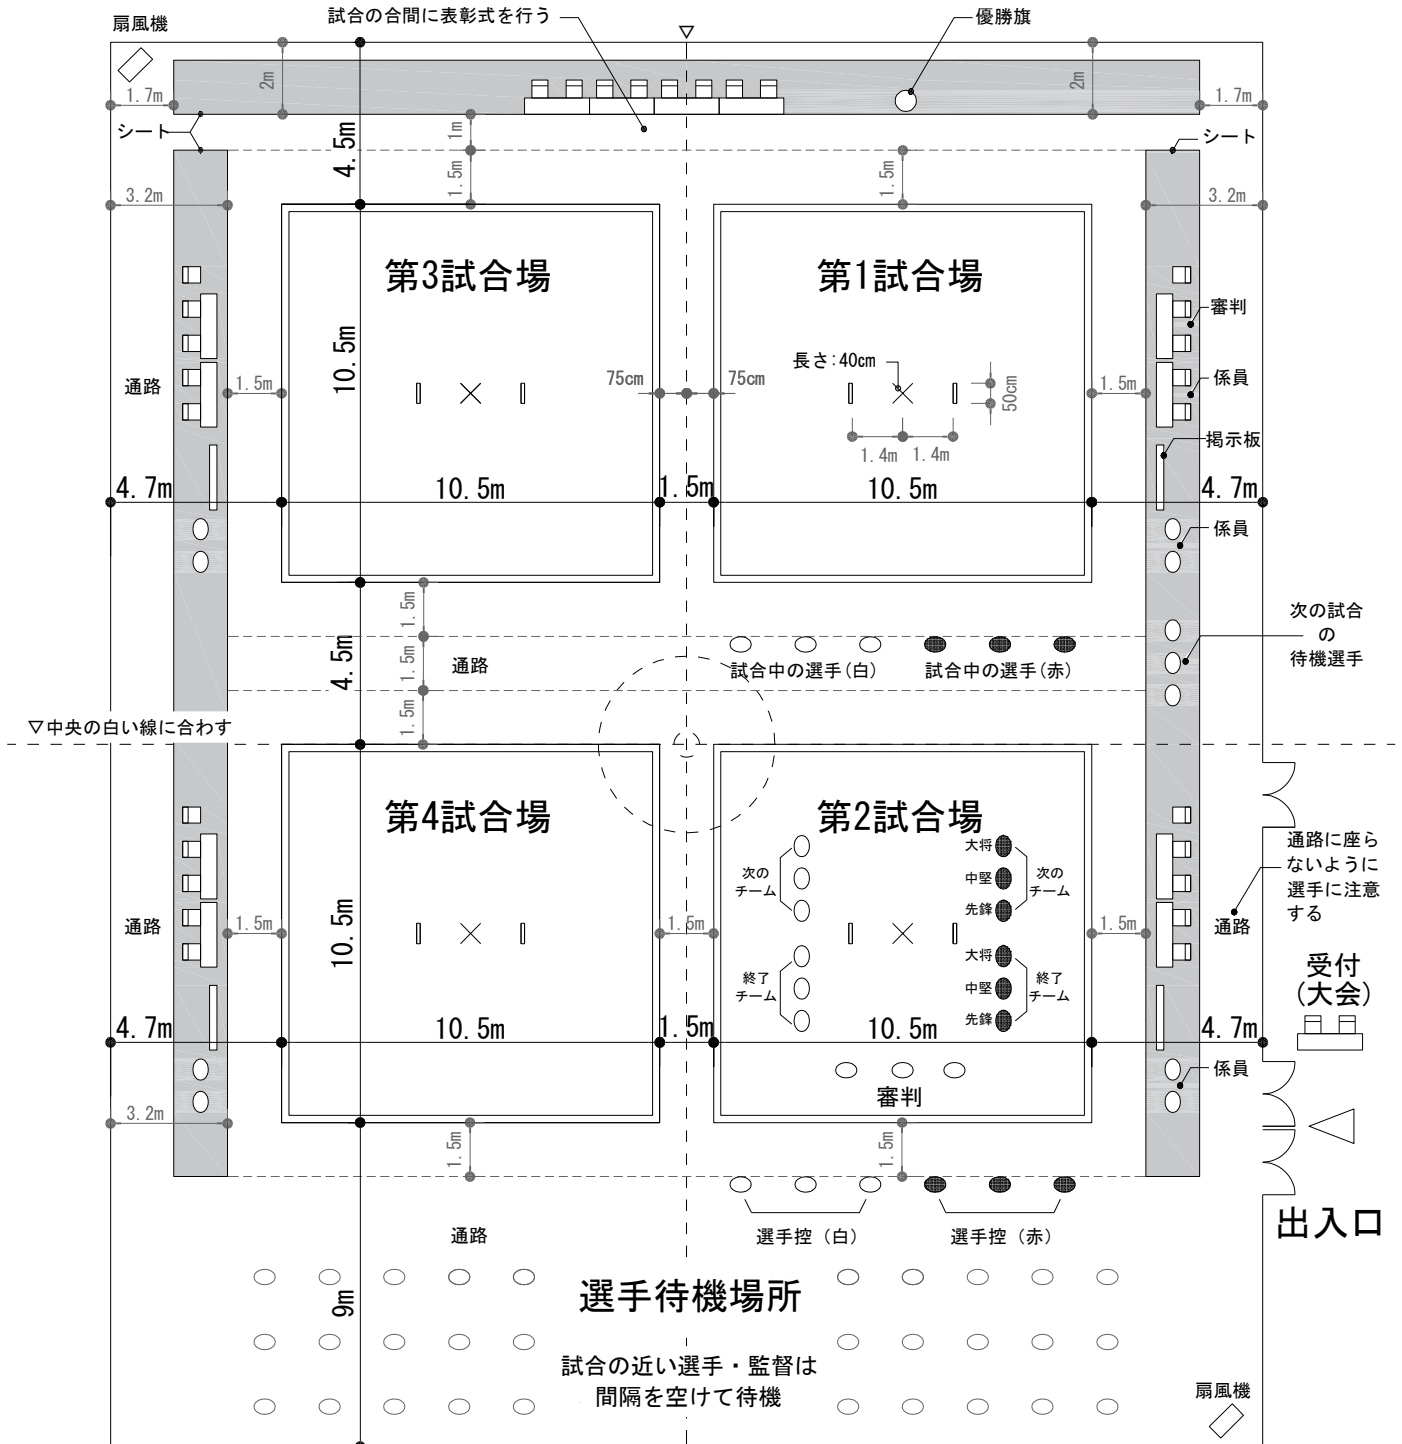 試合の合間に表彰式を行う
優勝旗
扇風機
2m
2m
1.7m
1.7m
シート
シート
1m
4.5m
1.5m
1.5m
3.2m
3.2m
第3試合場
第1試合場
審判
10.5m
長さ:40cm
通路
1.5m
75cm
75cm
50cm
1.5m
係員
1.4m
1.4m
掲示板
4.7m
10.5m
1.5m
10.5m
4.7m
係員
1.5m
次の試合
の
待機選手
4.5m
1.5m
通路
試合中の選手(白)
試合中の選手(赤)
1.5m
▽中央の白い線に合わす
第4試合場
第2試合場
通路に座ら
ないように
選手に注意
する
大将
次の
チーム
中堅
次の
チーム
先鋒
10.5m
通路
1.5m
1.5m
1.5m
通路
大将
終了
チーム
中堅
終了
チーム
先鋒
受付
(大会)
4.7m
10.5m
1.5m
10.5m
4.7m
係員
審判
3.2m
1.5m
1.5m
出入口
通路
選手控(白)
選手控(赤)
9m
選手待機場所
試合の近い選手・監督は
間隔を空けて待機
扇風機